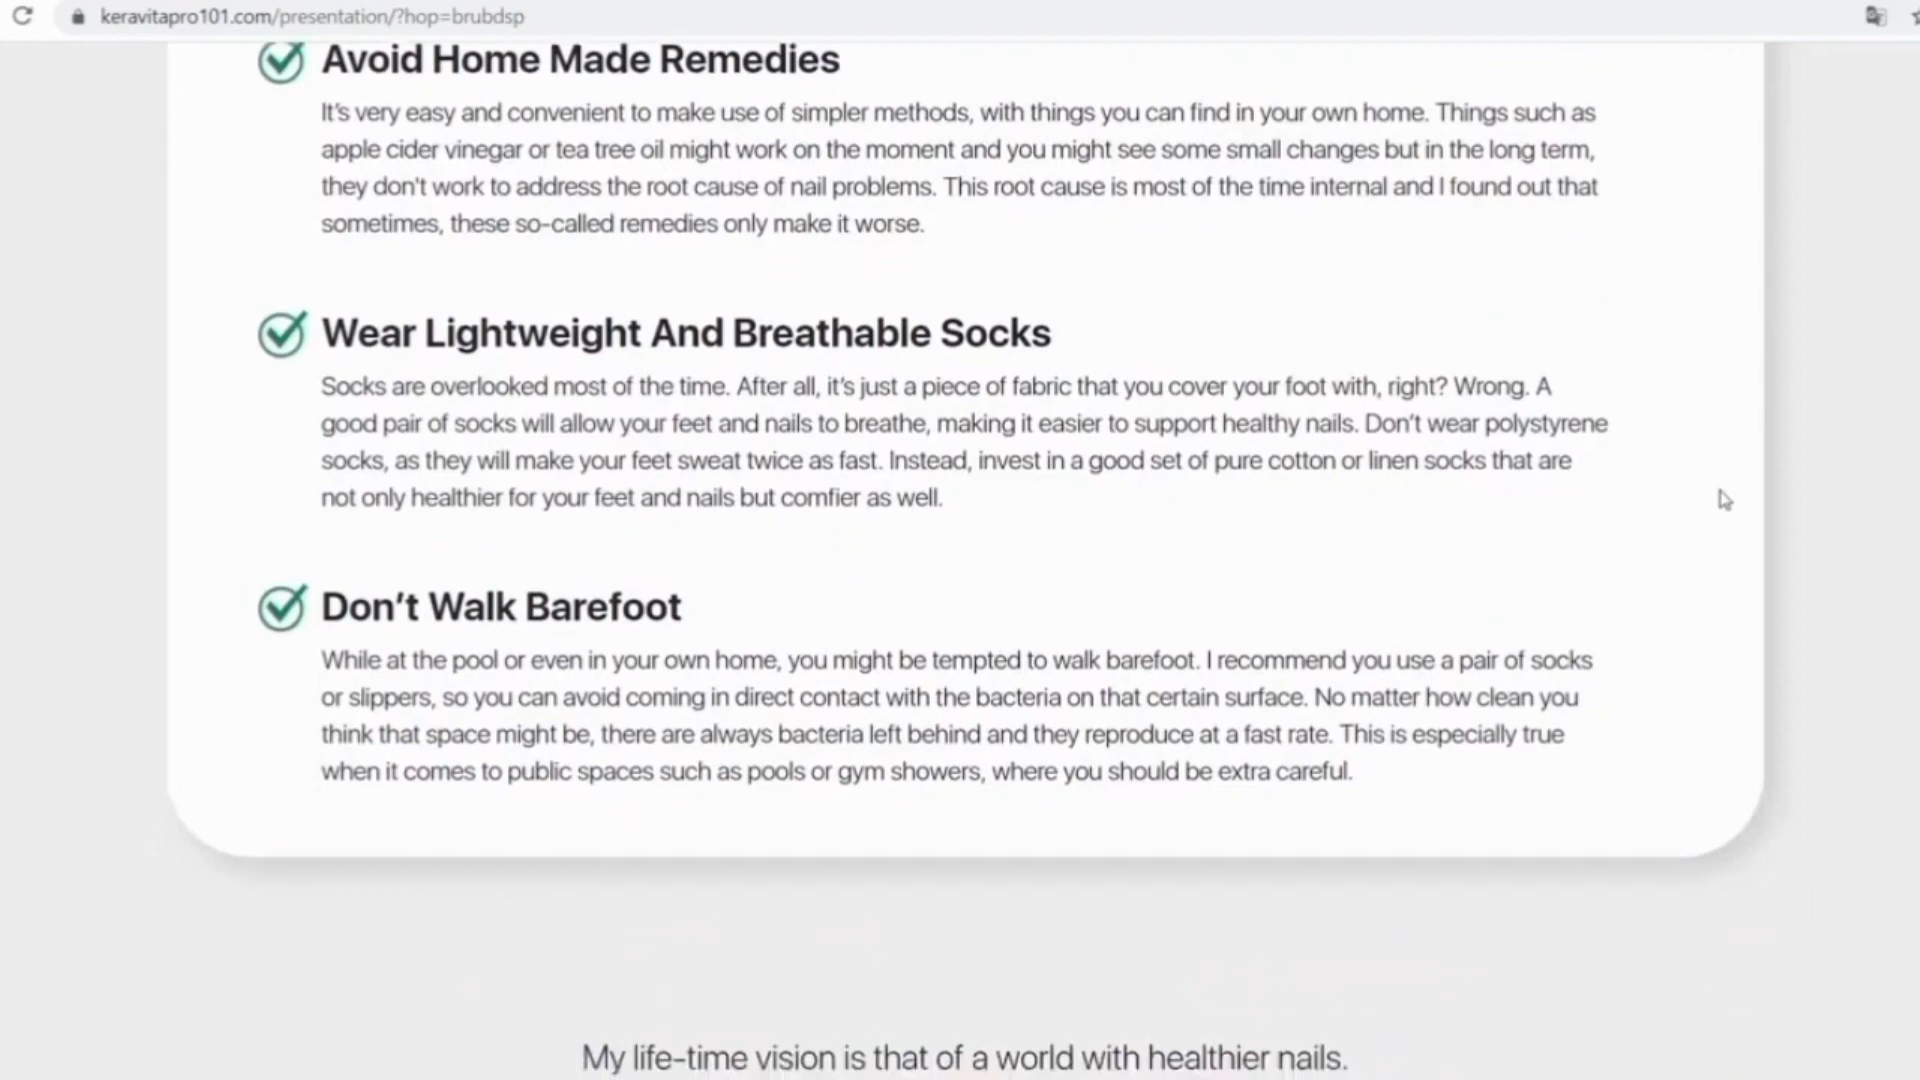 keravitapro101.com/presentation/?hop=brubdsp
Avoid Home Made Remedies
It's very easy and convenient to make use of simpler methods, with things you can find in your own home. Things such as
apple cider vinegar or tea tree oil might work on the moment and you might see some small changes but in the long term,
they don't work to address the root cause of nail problems. This root cause is most of the time internal and I found out that
sometimes, these so-called remedies only make it worse.
Wear Lightweight And Breathable Socks
Socks are overlooked most of the time. After all, it's just a piece of fabric that you cover your foot with, right? Wrong. A
good pair of socks will allow your feet and nails to breathe, making it easier to support healthy nails. Don't wear polystyrene
socks, as they will make your feet sweat twice as fast. Instead, invest in a good set of pure cotton or linen socks that are
not only healthier for your feet and nails but comfier as well.
Don't Walk Barefoot
While at the pool or even in your own home, you might be tempted to walk barefoot. I recommend you use a pair of socks
or slippers, so you can avoid coming in direct contact with the bacteria on that certain surface. No matter how clean you
think that space might be, there are always bacteria left behind and they reproduce at a fast rate. This is especially true
when it comes to public spaces such as pools or gym showers, where you should be extra careful.
My life-time vision is that of a world with healthier nails.